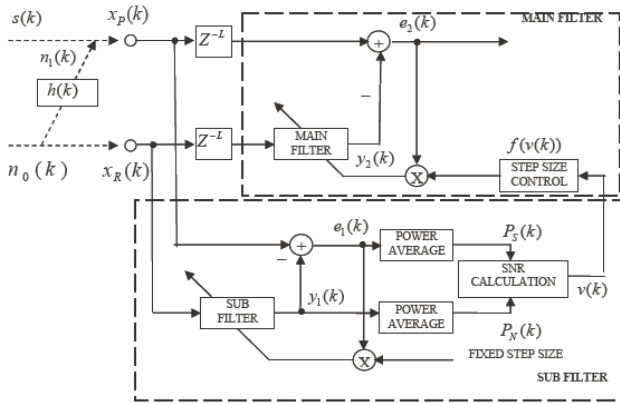 s(k)
x_P(k)
e_2(k)
MAIN FILTER
n_1(k)
Z^{-L}
+
h(k)
−
Z^{-L}
MAIN FILTER
y_2(k)
f(v(k))
n_0(k)
x_R(k)
X
STEP SIZE CONTROL
e_1(k)
POWER AVERAGE
P_S(k)
+
−
SNR CALCULATION
SUB FILTER
y_1(k)
v(k)
POWER AVERAGE
P_N(k)
X
FIXED STEP SIZE
SUB FILTER